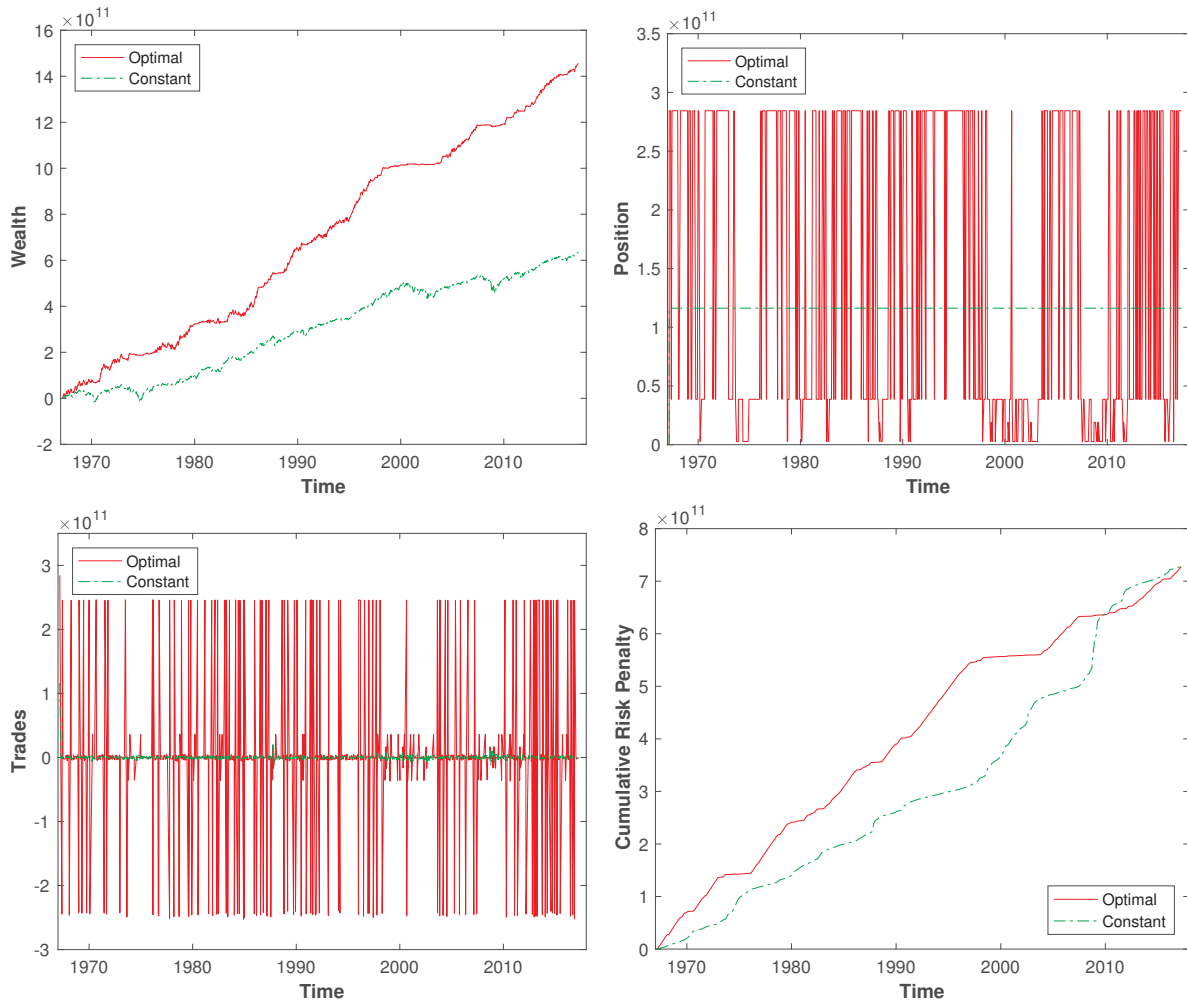 ×10^11
16
14
12
10
8
6
4
2
0
-2
Wealth
Optimal
Constant
1970 1980 1990 2000 2010
Time
×10^11
3.5
3
2.5
2
1.5
1
0.5
0
Position
Optimal
Constant
1970 1980 1990 2000 2010
Time
×10^11
3
2
1
0
-1
-2
-3
Trades
Optimal
Constant
1970 1980 1990 2000 2010
Time
×10^11
8
7
6
5
4
3
2
1
0
Cumulative Risk Penalty
Optimal
Constant
1970 1980 1990 2000 2010
Time